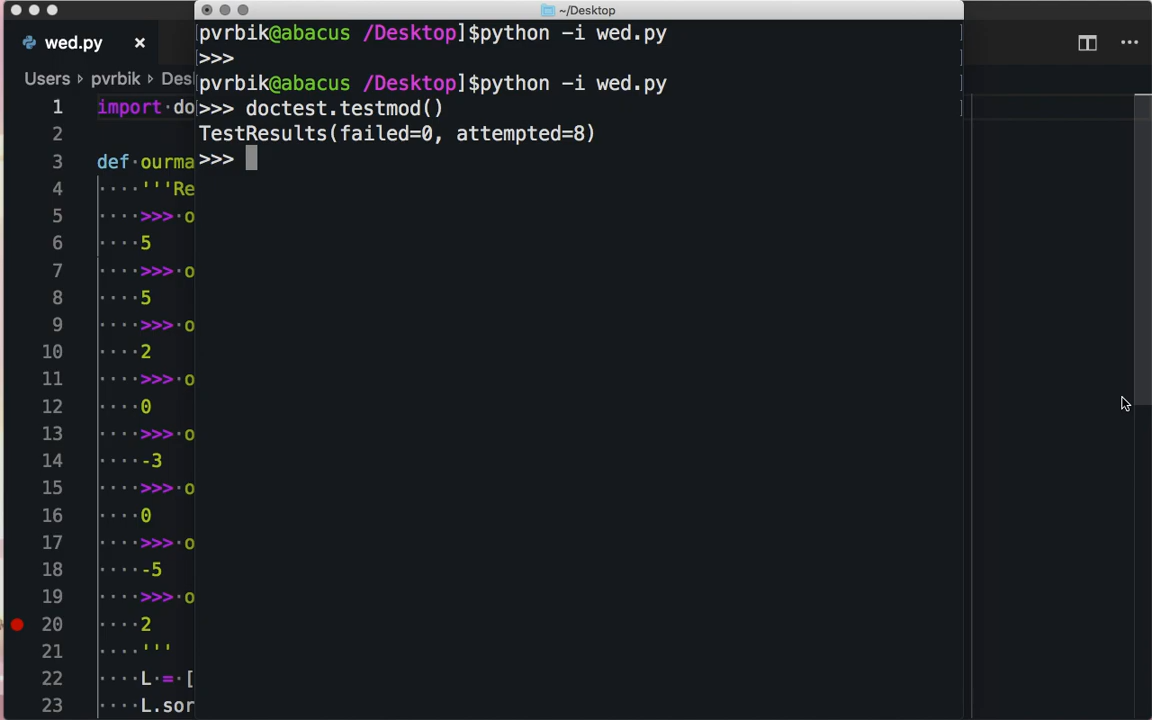 ~/Desktop
wed.py
Users pvrbik
pvrbik@abacus /Desktop]$python -i wed.py
>>>
pvrbik@abacus /Desktop]$python -i wed.py
>>> doctest.testmod()
TestResults(failed=0, attempted=8)
>>>
1 import
2
3 def ourma
4 '''Re
5 >>> o
6 5
7 >>> o
8 5
9 >>> o
10 2
11 >>> o
12 0
13 >>> o
14 -3
15 >>> o
16 0
17 >>> o
18 -5
19 >>> o
20 2
21 '''
22 L = [
23 L.sor